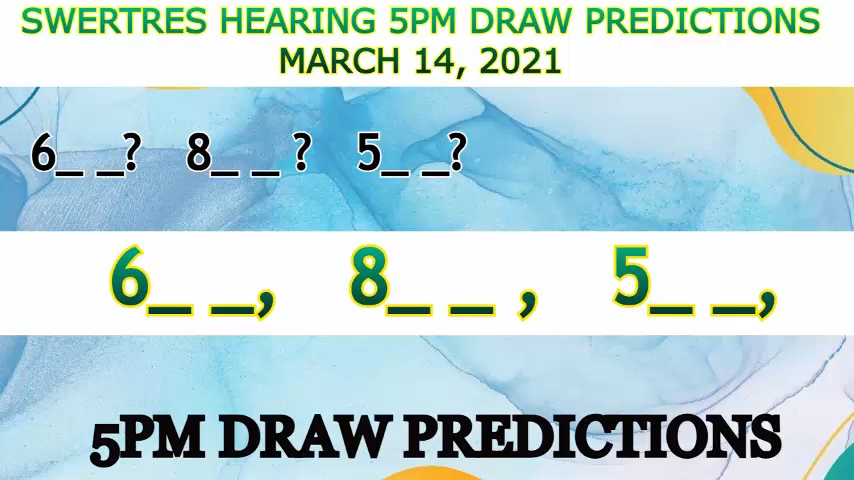 SWERTRES HEARING 5PM DRAW PREDICTIONS
MARCH 14, 2021
6_ _? 8_ _ ? 5_ _?
6_ _, 8_ _ , 5_ _,
5PM DRAW PREDICTIONS